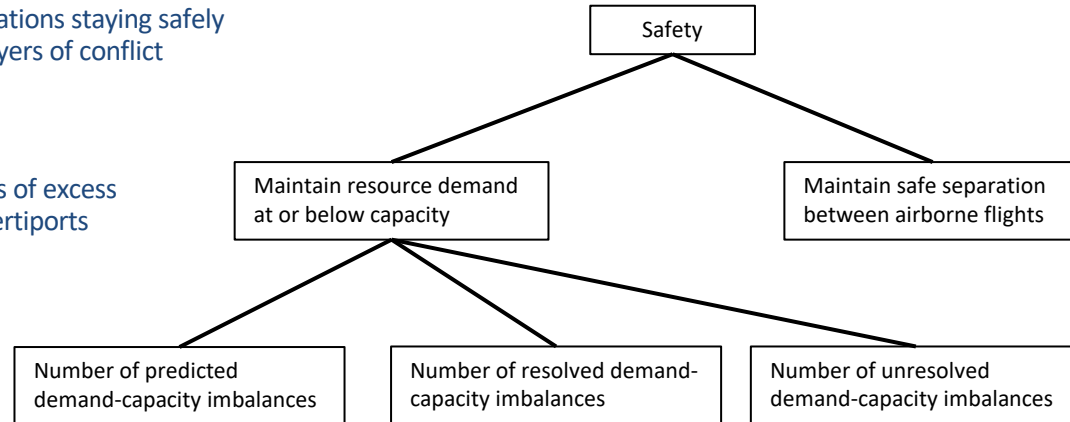 ations staying safely
yers of conflict
s of excess
ertiports
Safety
Maintain resource demand
at or below capacity
Maintain safe separation
between airborne flights
Number of predicted
demand-capacity imbalances
Number of resolved demand-
capacity imbalances
Number of unresolved
demand-capacity imbalances